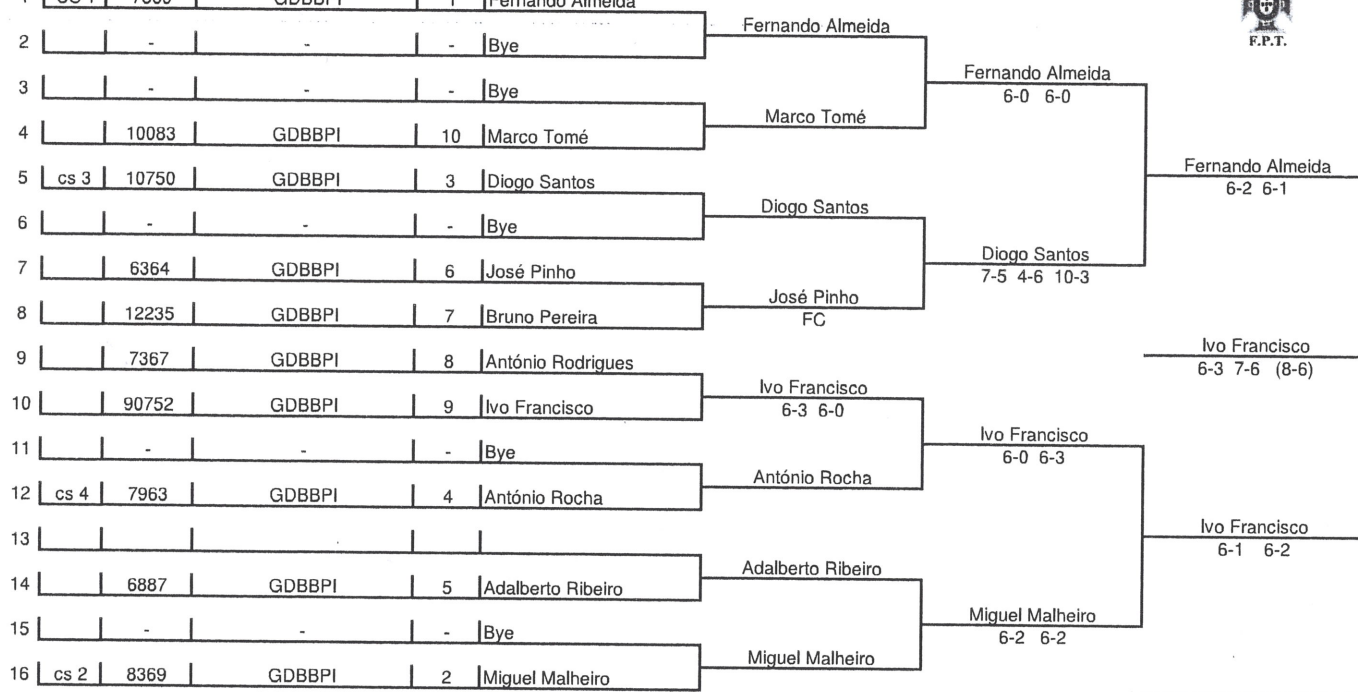 Fernando Almeida
2 - - - Bye
Fernando Almeida
F.P.T.
3 - - - Bye
Fernando Almeida
6-0 6-0
4 10083 GDBBPI 10 Marco Tomé
Marco Tomé
5 cs 3 10750 GDBBPI 3 Diogo Santos
Fernando Almeida
6-2 6-1
6 - - - Bye
Diogo Santos
7 6364 GDBBPI 6 José Pinho
Diogo Santos
7-5 4-6 10-3
8 12235 GDBBPI 7 Bruno Pereira
José Pinho
FC
9 7367 GDBBPI 8 António Rodrigues
Ivo Francisco
6-3 7-6 (8-6)
10 90752 GDBBPI 9 Ivo Francisco
Ivo Francisco
6-3 6-0
11 - - - Bye
Ivo Francisco
6-0 6-3
12 cs 4 7963 GDBBPI 4 António Rocha
António Rocha
13
Ivo Francisco
6-1 6-2
14 6887 GDBBPI 5 Adalberto Ribeiro
Adalberto Ribeiro
15 - - - Bye
Miguel Malheiro
6-2 6-2
16 cs 2 8369 GDBBPI 2 Miguel Malheiro
Miguel Malheiro